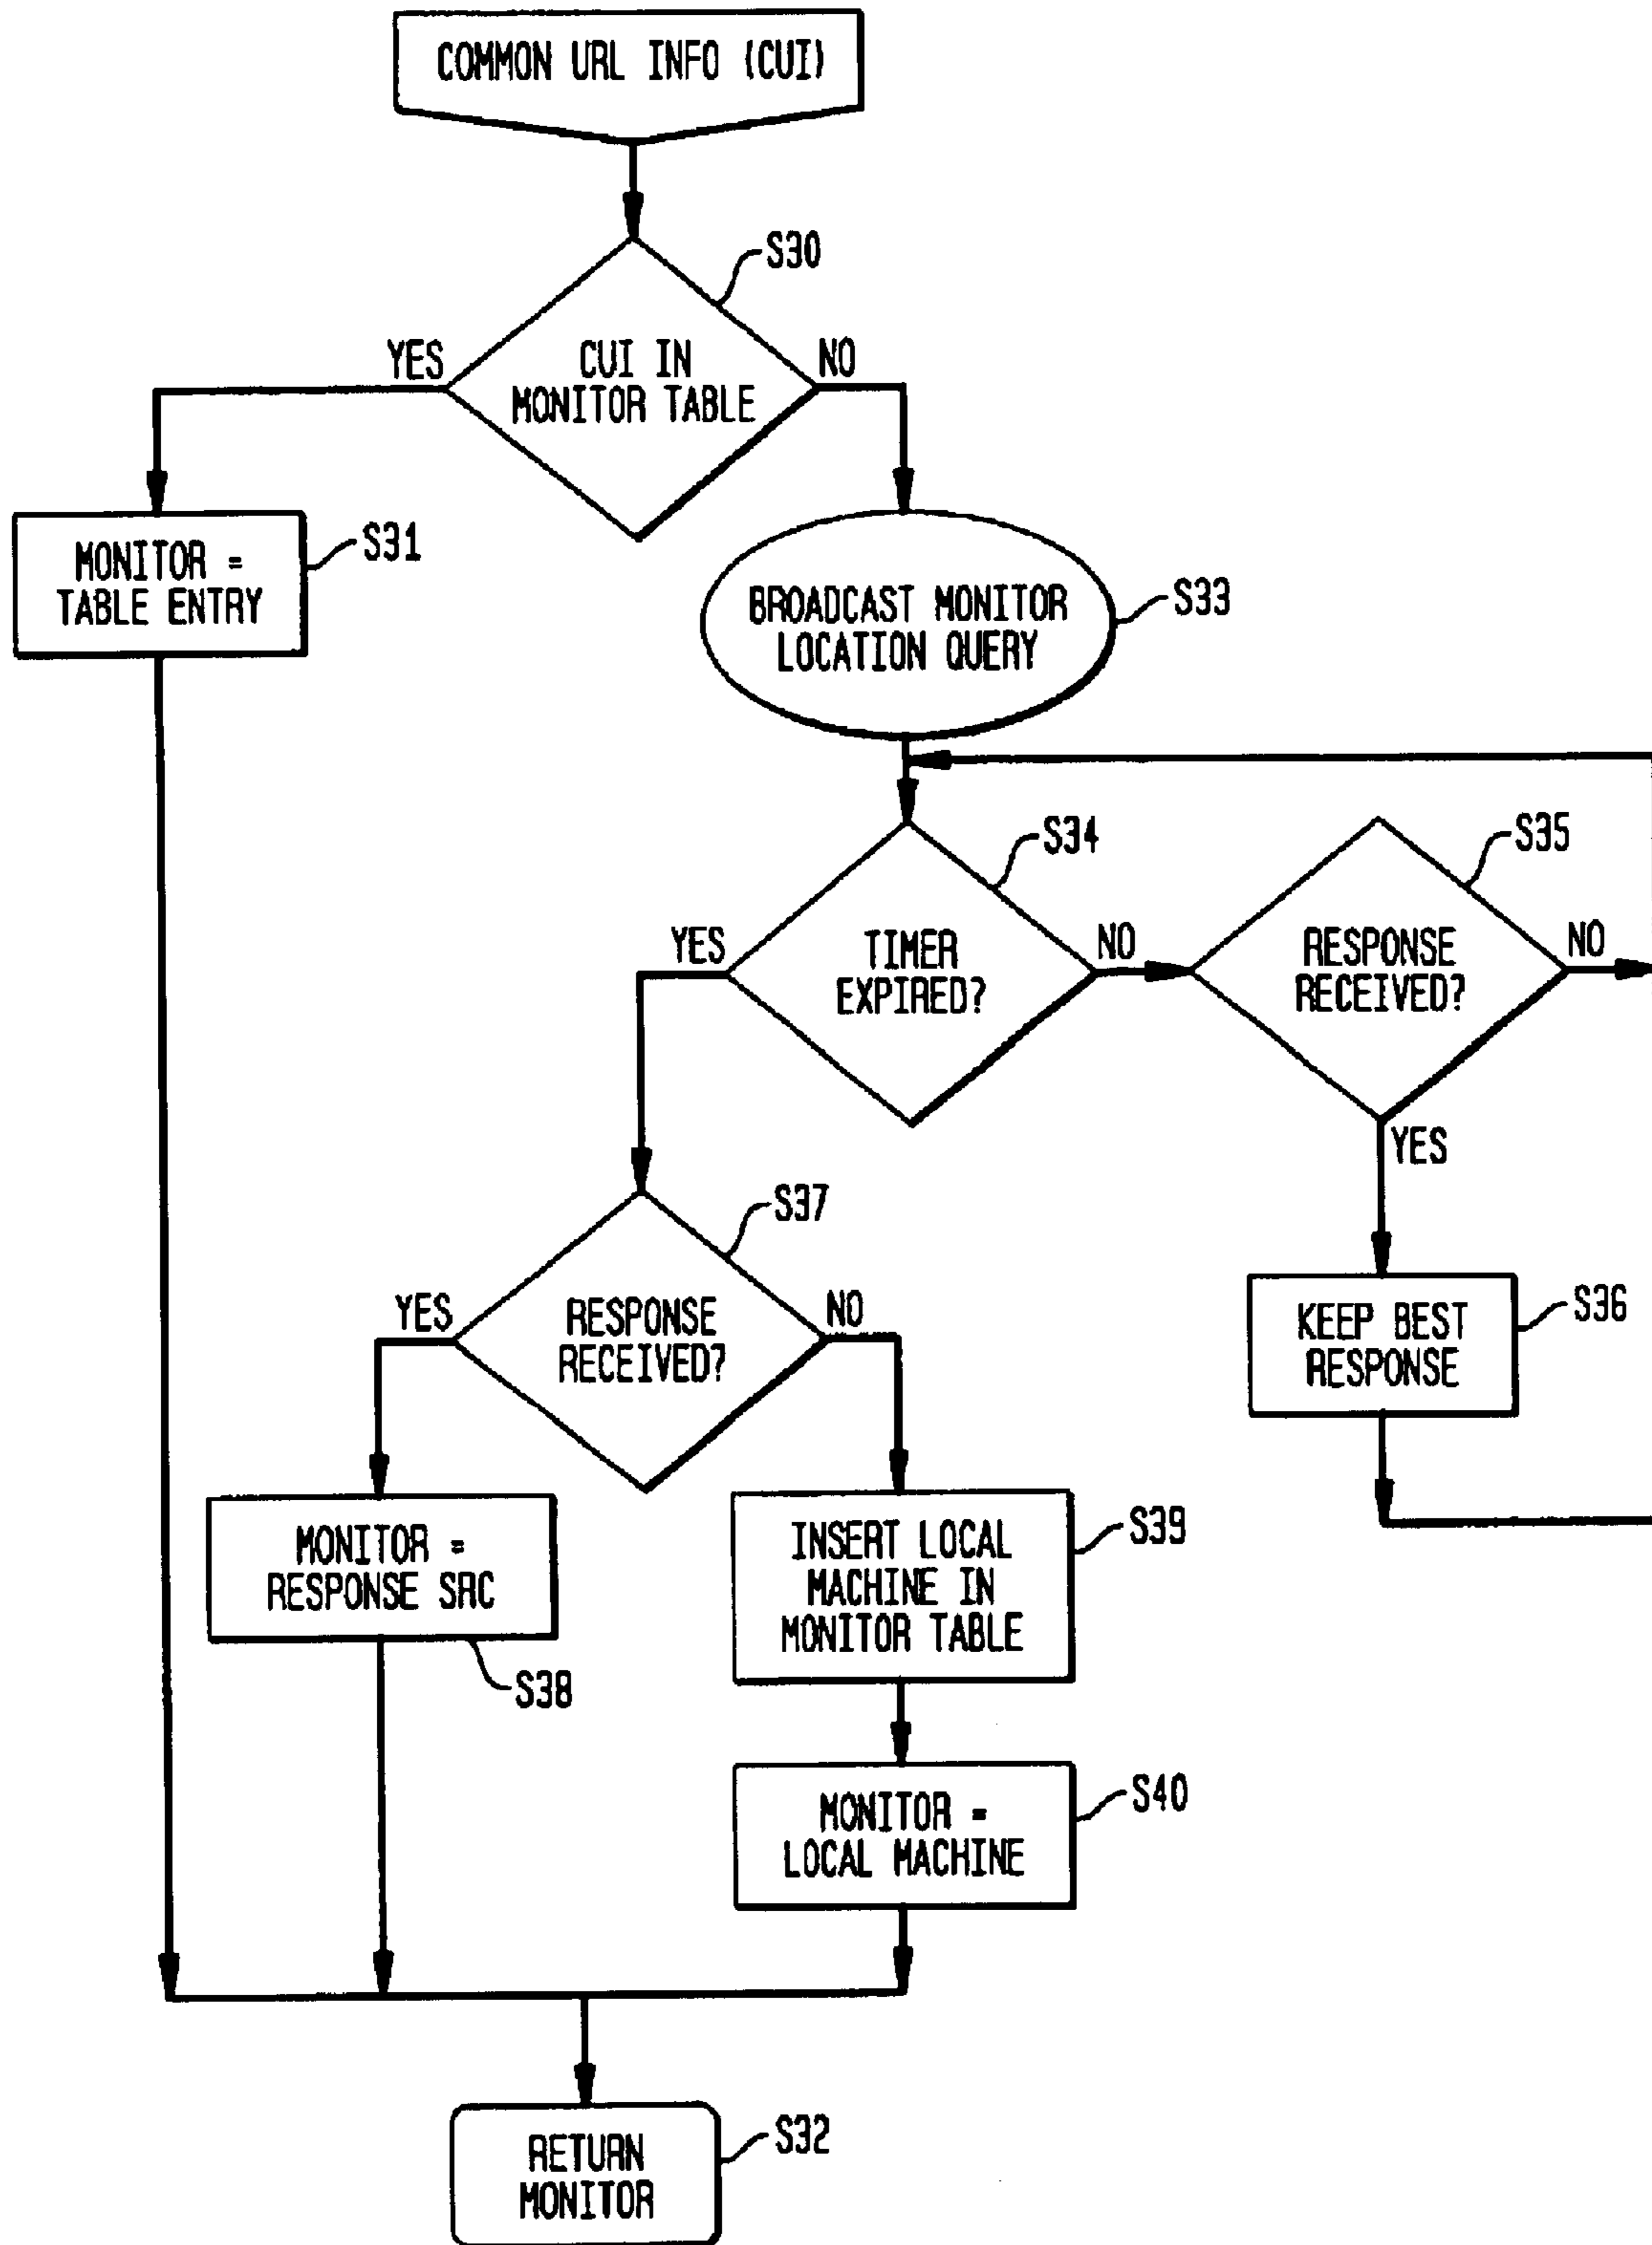 COMMON URL INFO (CUI)
S30
YES
CUI IN
MONITOR TABLE
NO
MONITOR =
TABLE ENTRY
S31
BROADCAST MONITOR
LOCATION QUERY
S33
S34
YES
TIMER
EXPIRED?
NO
S35
RESPONSE
RECEIVED?
NO
YES
S37
YES
RESPONSE
RECEIVED?
NO
KEEP BEST
RESPONSE
S36
MONITOR =
RESPONSE SRC
S38
INSERT LOCAL
MACHINE IN
MONITOR TABLE
S39
MONITOR =
LOCAL MACHINE
S40
RETURN
MONITOR
S32